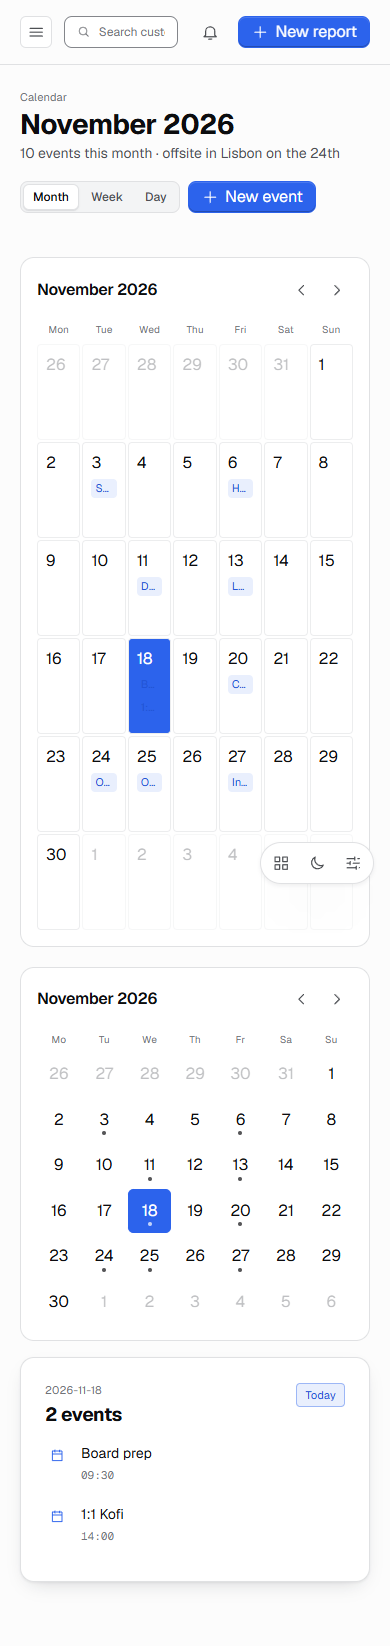 Search cust
New report
Calendar
November 2026
10 events this month · offsite in Lisbon on the 24th
Month Week Day
New event
November 2026
Mon Tue Wed Thu Fri Sat Sun
26 27 28 29 30 31 1
2 3 4 5 6 7 8
S… H…
9 10 11 12 13 14 15
D… L…
16 17 18 19 20 21 22
B… C…
1:…
23 24 25 26 27 28 29
O… O… In…
30 1 2 3 4
November 2026
Mo Tu We Th Fr Sa Su
26 27 28 29 30 31 1
2 3 4 5 6 7 8
9 10 11 12 13 14 15
16 17 18 19 20 21 22
23 24 25 26 27 28 29
30 1 2 3 4 5 6
2026-11-18
Today
2 events
Board prep
09:30
1:1 Kofi
14:00